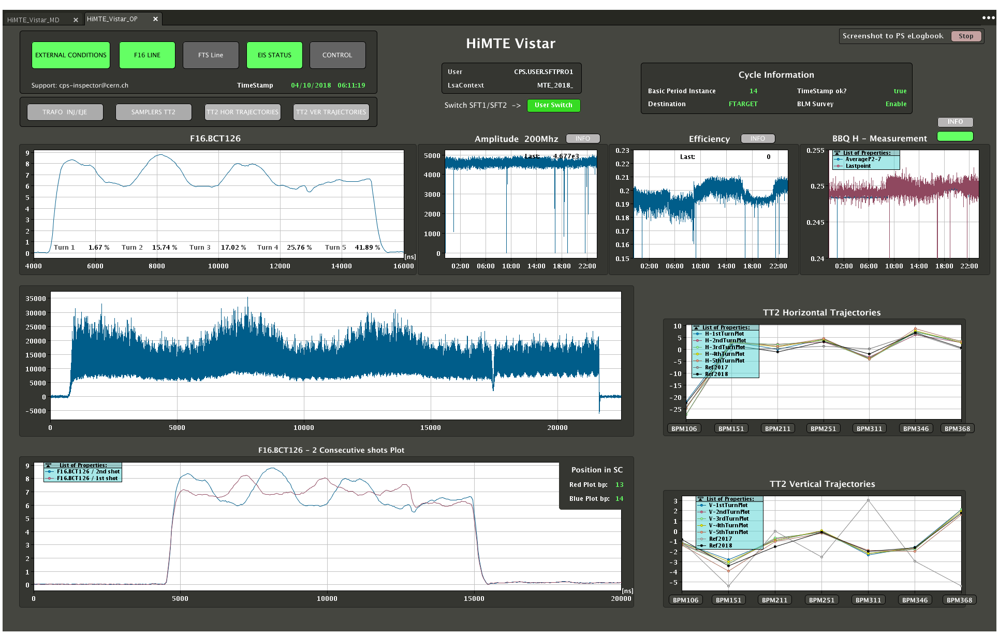 HiMTE_Vistar_MD
HiMTE_Vistar_OP
Screenshot to PS eLogbook Stop
EXTERNAL CONDITIONS F16 LINE FTS Line EIS STATUS CONTROL
Support: cps-inspector@cern.ch TimeStamp 04/10/2018 06:11:19
TRAFO INJ/EJE SAMPLERS TT2 TT2 HOR TRAJECTORIES TT2 VER TRAJECTORIES
HiMTE Vistar
User CPS.USER.SFTPRO1
LsaContext MTE_2018_
Switch SFT1/SFT2 -> User Switch
Cycle Information
Basic Period Instance 14 TimeStamp ok? true
Destination FTARGET BLM Survey Enable
INFO
F16.BCT126
9
8
7
6
5
4
3
2
1
0
Turn 1 1.67 % Turn 2 15.74 % Turn 3 17.02 % Turn 4 25.76 % Turn 5 41.89 %
[ns]
4000 6000 8000 10000 12000 14000 16000
Amplitude 200Mhz INFO
Last: 4.677e3
5000
4000
3000
2000
1000
0
02:00 06:00 10:00 14:00 18:00 22:00
Efficiency INFO
Last: 0
0.23
0.22
0.21
0.2
0.19
0.18
0.17
0.16
0.15
02:00 06:00 10:00 14:00 18:00 22:00
BBQ H - Measurement
List of Properties:
AverageP2-7
Lastpoint
0.255
0.25
0.245
0.24
02:00 06:00 10:00 14:00 18:00 22:00
35000
30000
25000
20000
15000
10000
5000
0
-5000
0 5000 10000 15000 20000
TT2 Horizontal Trajectories
List of Properties:
H-1stTurnPlot
H-2ndTurnPlot
H-3rdTurnPlot
H-4thTurnPlot
H-5thTurnPlot
Ref2017
Ref2018
10
5
0
-5
-10
-15
-20
-25
BPM106 BPM151 BPM211 BPM251 BPM311 BPM346 BPM368
F16.BCT126 - 2 Consecutive shots Plot
List of Properties:
F16.BCT126 / 2nd shot
F16.BCT126 / 1st shot
Position in SC
Red Plot bp: 13
Blue Plot bp: 14
9
8
7
6
5
4
3
2
1
0
[ns]
0 5000 10000 15000 20000
TT2 Vertical Trajectories
List of Properties:
V-1stTurnPlot
V-2ndTurnPlot
V-3rdTurnPlot
V-4thTurnPlot
V-5thTurnPlot
Ref2017
Ref2018
3
2
1
0
-1
-2
-3
-4
-5
BPM106 BPM151 BPM211 BPM251 BPM311 BPM346 BPM368